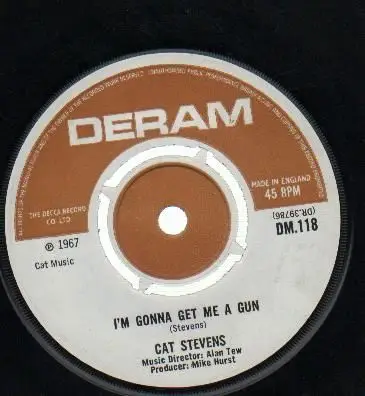 DERAM
THE DECCA RECORD
CO LTD
℗ 1967
Cat Music
MADE IN ENGLAND
45 RPM
(DR.39786)
DM.118
I'M GONNA GET ME A GUN
(Stevens)
CAT STEVENS
Music Director: Alan Tew
Producer: Mike Hurst